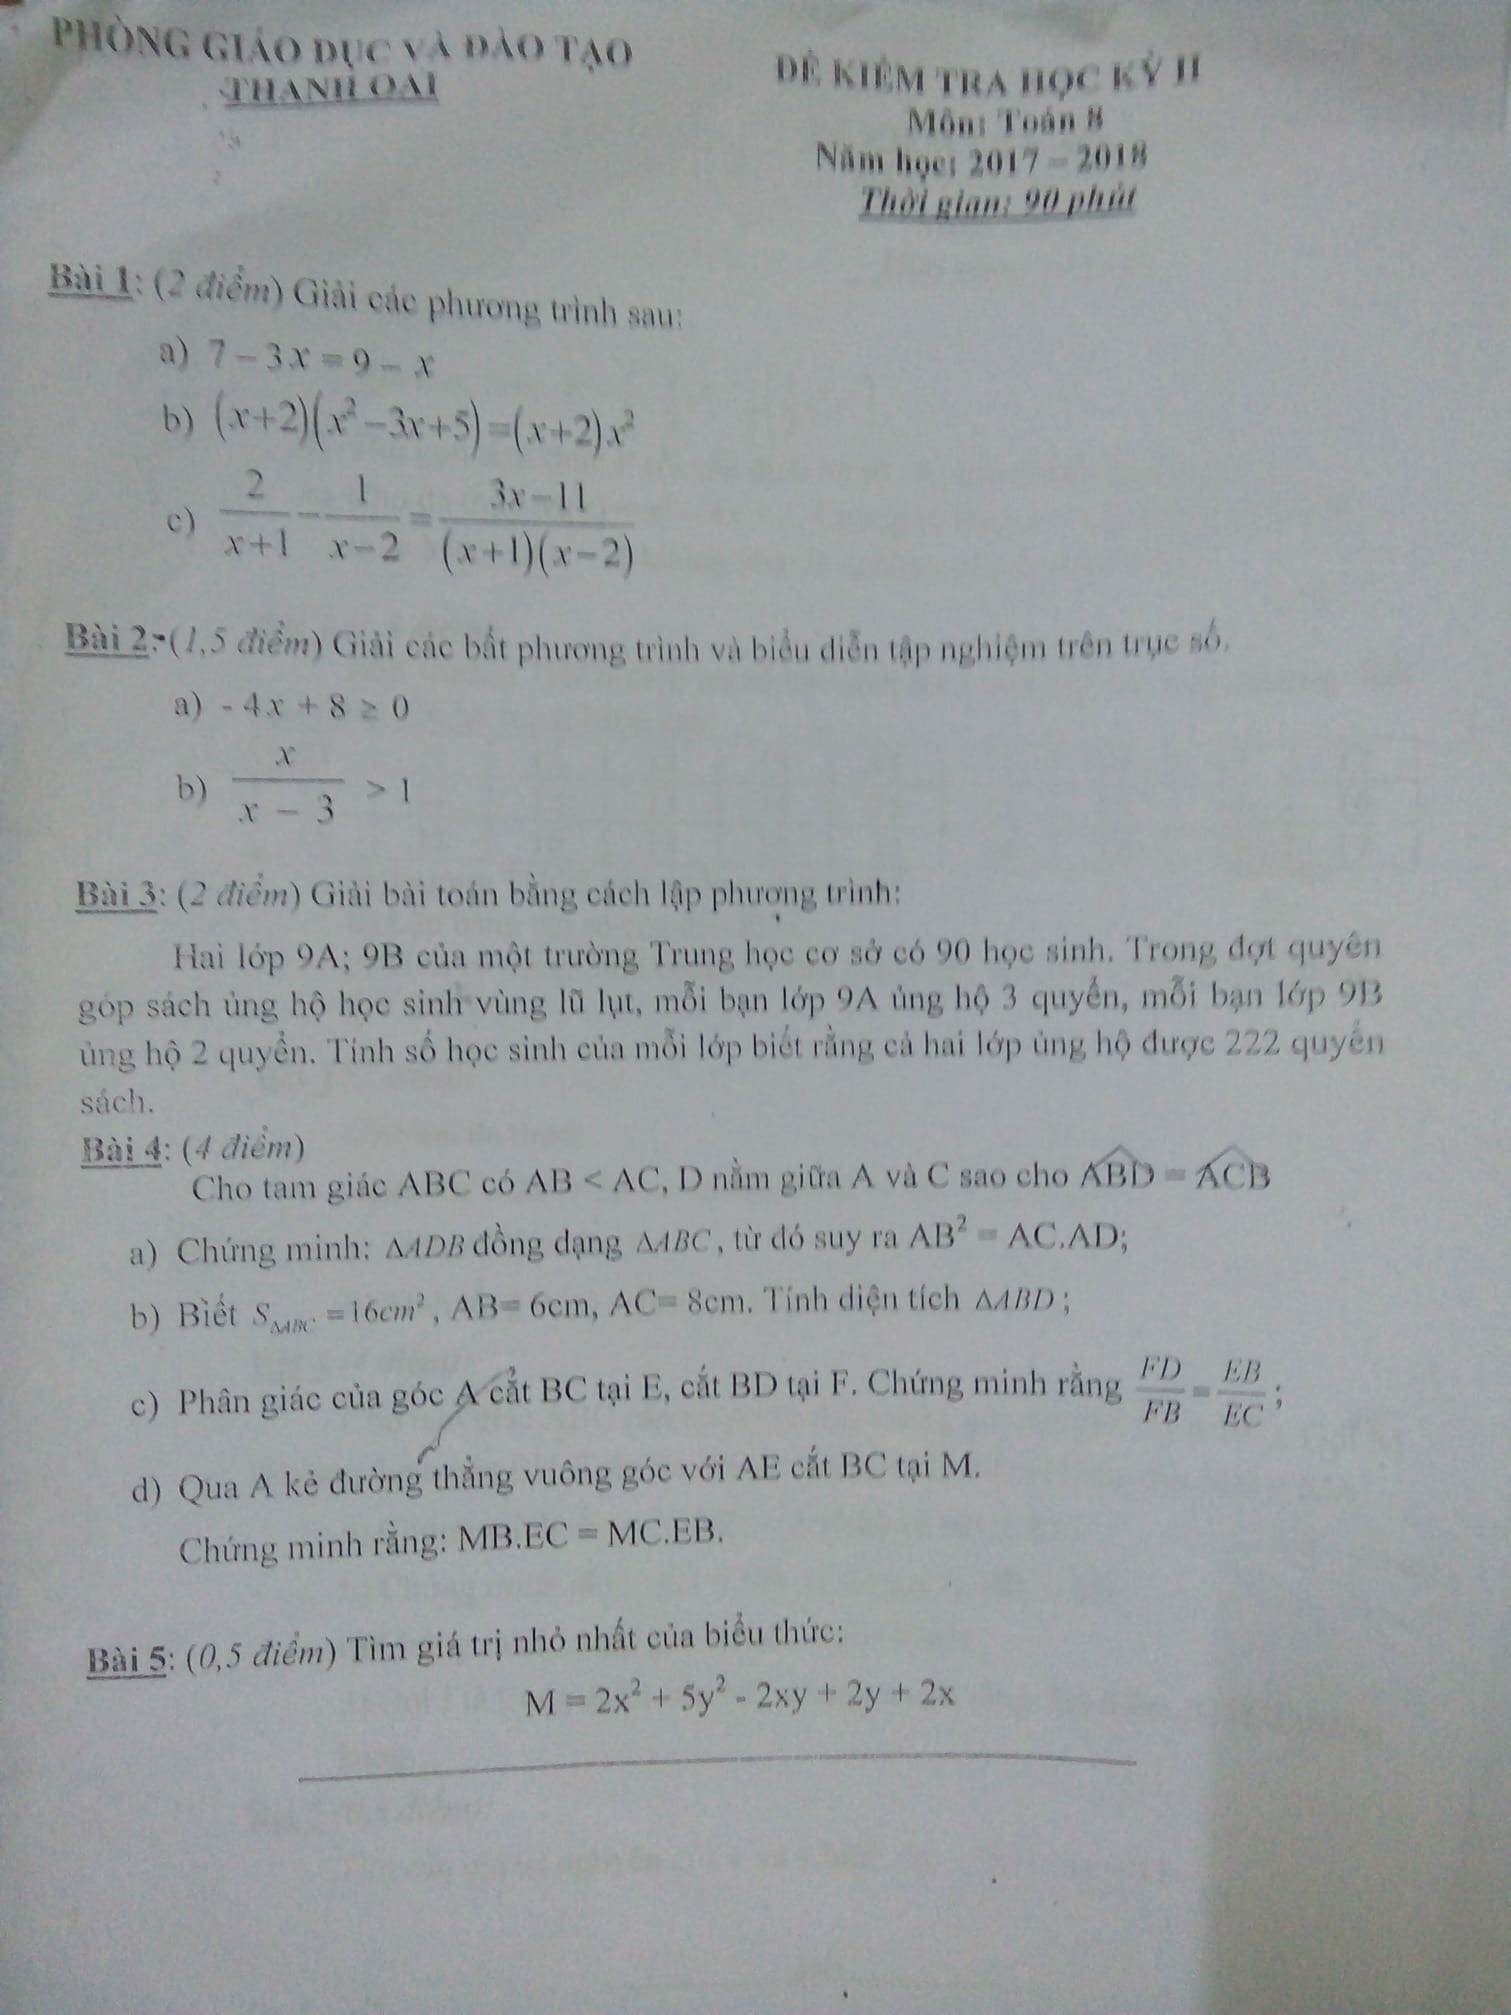 PHÒNG GIÁO DỤC VÀ ĐÀO TẠO
THANH OAI
ĐỀ KIỂM TRA HỌC KỲ II
Môn: Toán 8
Năm học: 2017 – 2018
Thời gian: 90 phút
Bài 1: (2 điểm) Giải các phương trình sau:
a) 7 – 3x = 9 – x
b) (x+2)(x² –3x+5)=(x+2)x²
c) 2/(x+1) – 1/(x–2) = (3x–11)/((x+1)(x–2))
Bài 2: (1,5 điểm) Giải các bất phương trình và biểu diễn tập nghiệm trên trục số.
a) - 4x + 8 ≥ 0
b) x/(x – 3) > 1
Bài 3: (2 điểm) Giải bài toán bằng cách lập phương trình:
Hai lớp 9A; 9B của một trường Trung học cơ sở có 90 học sinh. Trong đợt quyên
góp sách ủng hộ học sinh vùng lũ lụt, mỗi bạn lớp 9A ủng hộ 3 quyển, mỗi bạn lớp 9B
ủng hộ 2 quyển. Tính số học sinh của mỗi lớp biết rằng cả hai lớp ủng hộ được 222 quyển
sách.
Bài 4: (4 điểm)
Cho tam giác ABC có AB < AC, D nằm giữa A và C sao cho ABD̂ = ACB̂
a) Chứng minh: ΔADB đồng dạng ΔABC, từ đó suy ra AB² = AC.AD;
b) Biết S_ΔABC = 16cm², AB= 6cm, AC= 8cm. Tính diện tích ΔABD ;
c) Phân giác của góc A cắt BC tại E, cắt BD tại F. Chứng minh rằng FD/FB = EB/EC ;
d) Qua A kẻ đường thẳng vuông góc với AE cắt BC tại M.
Chứng minh rằng: MB.EC = MC.EB.
Bài 5: (0,5 điểm) Tìm giá trị nhỏ nhất của biểu thức:
M = 2x² + 5y² - 2xy + 2y + 2x